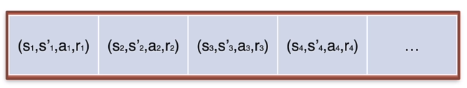 (s₁,s'₁,a₁,r₁) (s₂,s'₂,a₂,r₂) (s₃,s'₃,a₃,r₃) (s₄,s'₄,a₄,r₄) ...